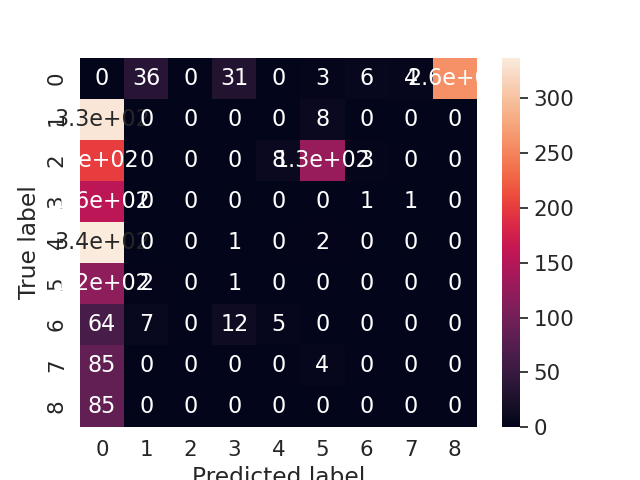 0 0 36 0 31 0 3 6 4 2.6e+02
1 3.3e+02 0 0 0 0 8 0 0 0
2 e+02 0 0 0 8 1.3e+02 3 0 0
3 6e+02 0 0 0 0 0 1 1 0
4 3.4e+02 0 0 1 0 2 0 0 0
5 2e+02 2 0 1 0 0 0 0 0
6 64 7 0 12 5 0 0 0 0
7 85 0 0 0 0 4 0 0 0
8 85 0 0 0 0 0 0 0 0
0 1 2 3 4 5 6 7 8
Predicted label
True label
300
250
200
150
100
50
0